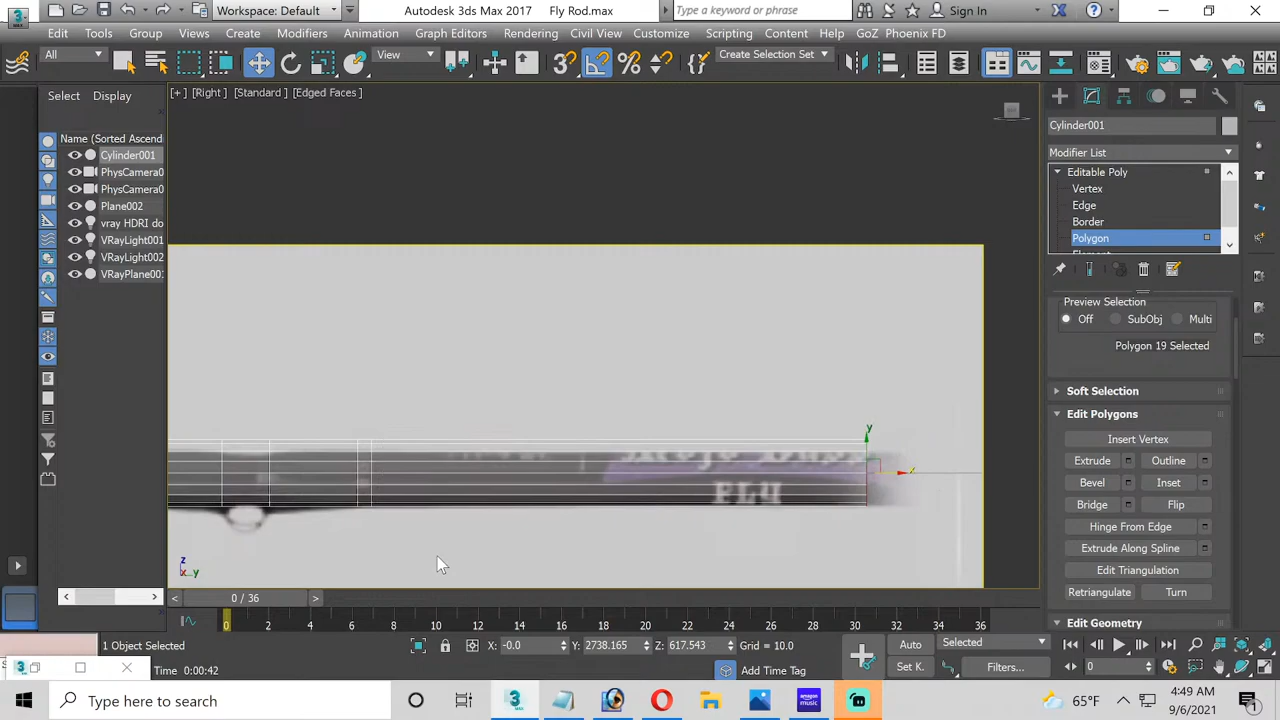 Workspace: Default
Autodesk 3ds Max 2017 Fly Rod.max
Type a keyword or phrase
Sign In
Edit Tools Group Views Create Modifiers Animation Graph Editors Rendering Civil View Customize Scripting Content Help GoZ Phoenix FD
All
View
3
Create Selection Set
Select Display
[+] [Right] [Standard] [Edged Faces]
Name (Sorted Ascend
Cylinder001
PhysCamera0
PhysCamera0
Plane002
vray HDRI do
VRayLight001
VRayLight002
VRayPlane001
Cylinder001
Modifier List
Editable Poly
Vertex
Edge
Border
Polygon
Element
Preview Selection
Off SubObj Multi
Polygon 19 Selected
Soft Selection
Edit Polygons
Insert Vertex
Extrude Outline
Bevel Inset
Bridge Flip
Hinge From Edge
Extrude Along Spline
Edit Triangulation
Retriangulate Turn
Edit Geometry
y
FLY
z
x y
< 0 / 36 >
0 2 4 6 8 10 12 14 16 18 20 22 24 26 28 30 32 34 36
1 Object Selected
X: -0.0 Y: 2738.165 Z: 617.543 Grid = 10.0
Auto Selected
Time: 0:00:42
Add Time Tag
Set K. Filters...
0
Type here to search
amazon music
65°F
4:49 AM
9/6/2021
1